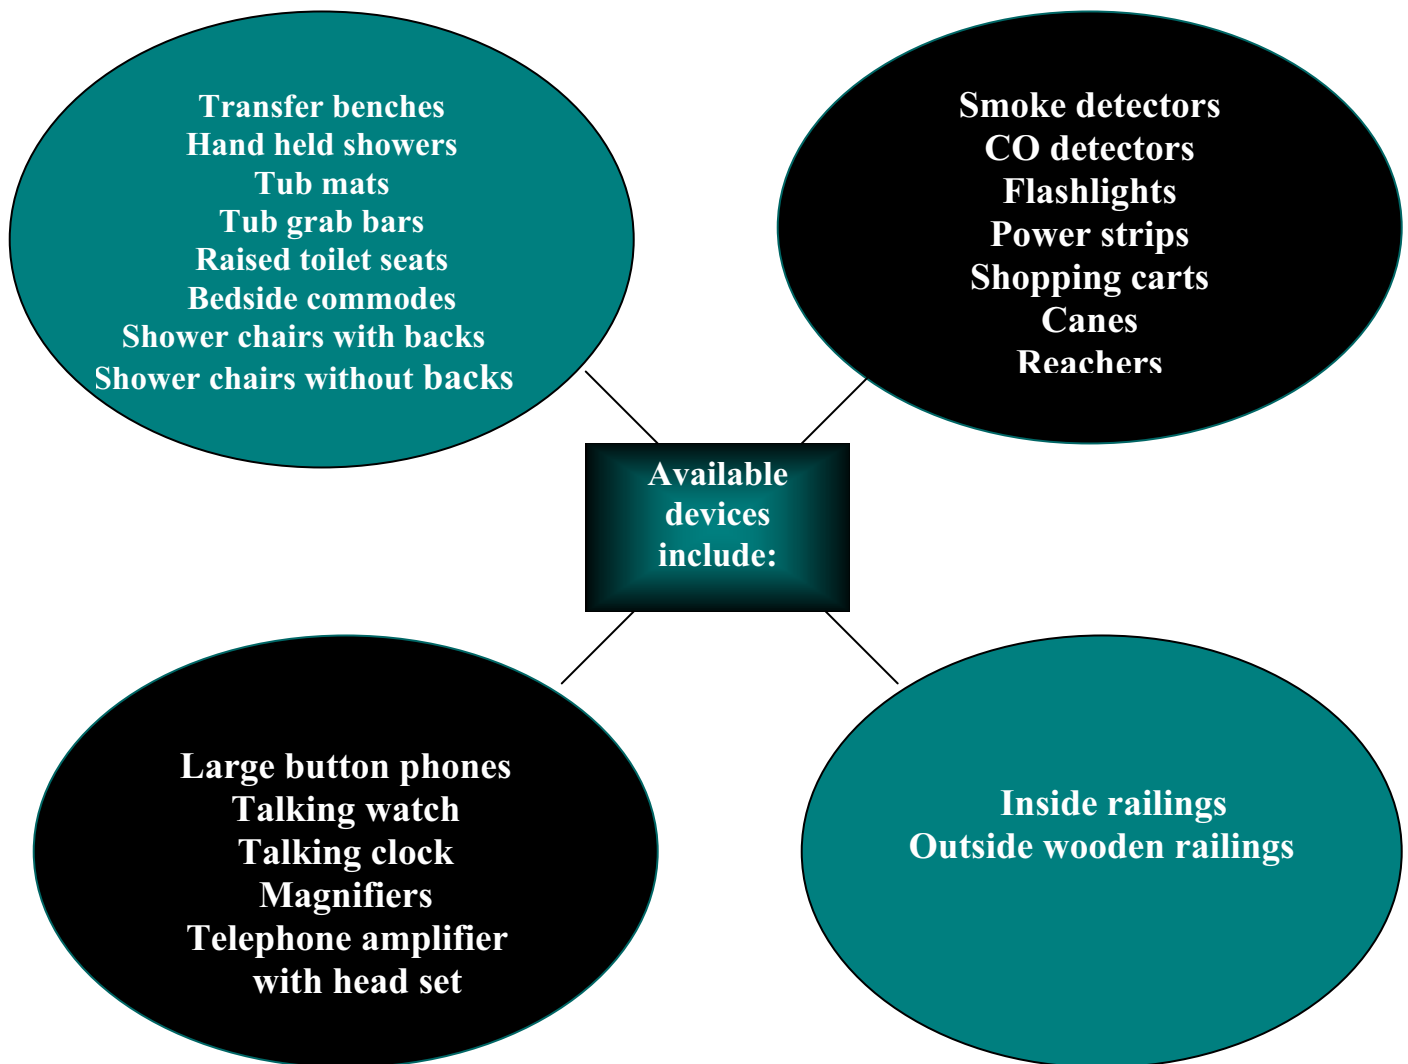 Transfer benches
Hand held showers
Tub mats
Tub grab bars
Raised toilet seats
Bedside commodes
Shower chairs with backs
Shower chairs without backs
Smoke detectors
CO detectors
Flashlights
Power strips
Shopping carts
Canes
Reachers
Available
devices
include:
Large button phones
Talking watch
Talking clock
Magnifiers
Telephone amplifier
with head set
Inside railings
Outside wooden railings